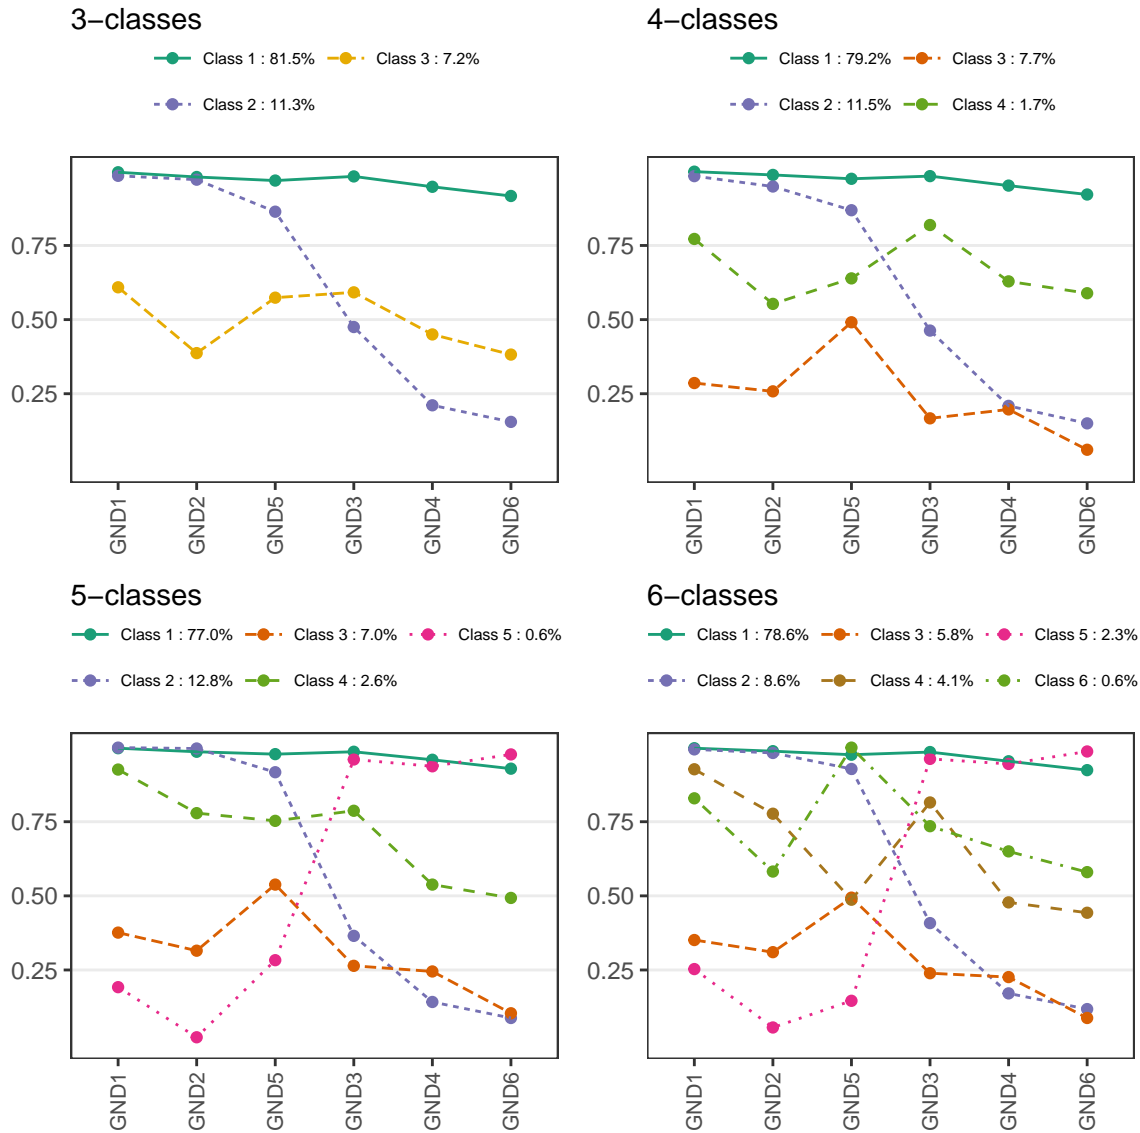 3−classes
Class 1 : 81.5% Class 3 : 7.2%
Class 2 : 11.3%
0.75
0.50
0.25
GND1 GND2 GND5 GND3 GND4 GND6
4−classes
Class 1 : 79.2% Class 3 : 7.7%
Class 2 : 11.5% Class 4 : 1.7%
0.75
0.50
0.25
GND1 GND2 GND5 GND3 GND4 GND6
5−classes
Class 1 : 77.0% Class 3 : 7.0% Class 5 : 0.6%
Class 2 : 12.8% Class 4 : 2.6%
0.75
0.50
0.25
GND1 GND2 GND5 GND3 GND4 GND6
6−classes
Class 1 : 78.6% Class 3 : 5.8% Class 5 : 2.3%
Class 2 : 8.6% Class 4 : 4.1% Class 6 : 0.6%
0.75
0.50
0.25
GND1 GND2 GND5 GND3 GND4 GND6